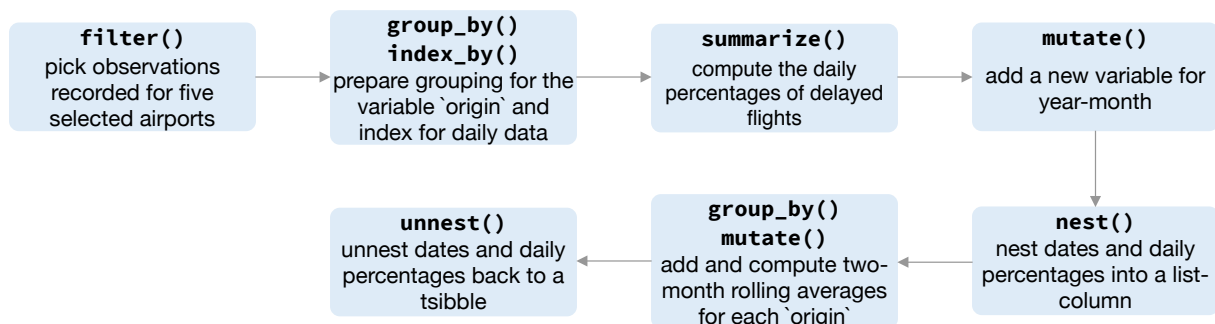 filter()
pick observations
recorded for five
selected airports
group_by()
index_by()
prepare grouping for the
variable `origin` and
index for daily data
summarize()
compute the daily
percentages of delayed
flights
mutate()
add a new variable for
year-month
nest()
nest dates and daily
percentages into a list-
column
group_by()
mutate()
add and compute two-
month rolling averages
for each `origin`
unnest()
unnest dates and daily
percentages back to a
tsibble